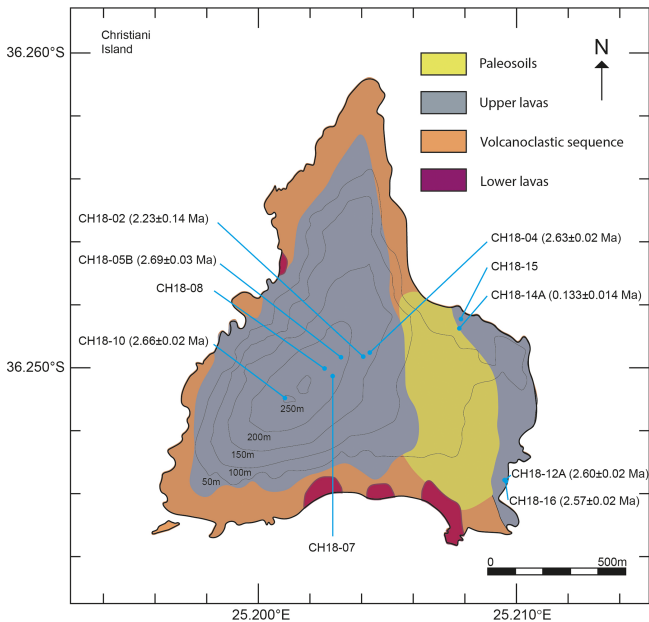 Christiani
Island
36.260°S
N
Paleosoils
Upper lavas
Volcanoclastic sequence
Lower lavas
CH18-02 (2.23±0.14 Ma)
CH18-04 (2.63±0.02 Ma)
CH18-05B (2.69±0.03 Ma)
CH18-15
CH18-08
CH18-14A (0.133±0.014 Ma)
CH18-10 (2.66±0.02 Ma)
36.250°S
36.250°S
250m
200m
150m
100m
50m
CH18-12A (2.60±0.02 Ma)
CH18-16 (2.57±0.02 Ma)
CH18-07
0
500m
25.200°E
25.210°E